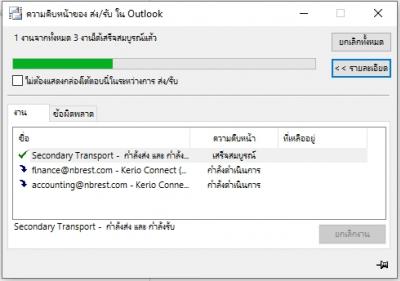 ความคืบหน้าของ ส่ง/รับ ใน Outlook
1 งานจากทั้งหมด 3 งานได้เสร็จสมบูรณ์แล้ว
ยกเลิกทั้งหมด
<< รายละเอียด
ไม่ต้องแสดงกล่องโต้ตอบนี้ในระหว่างการ ส่ง/รับ
งาน ข้อผิดพลาด
ชื่อ ความคืบหน้า ที่เหลืออยู่
Secondary Transport - กำลังส่ง และ กำลัง... เสร็จสมบูรณ์
finance@nbrest.com - Kerio Connect (... กำลังดำเนินการ
accounting@nbrest.com - Kerio Conne... กำลังดำเนินการ
Secondary Transport - กำลังส่ง และ กำลังรับ
ยกเลิกงาน